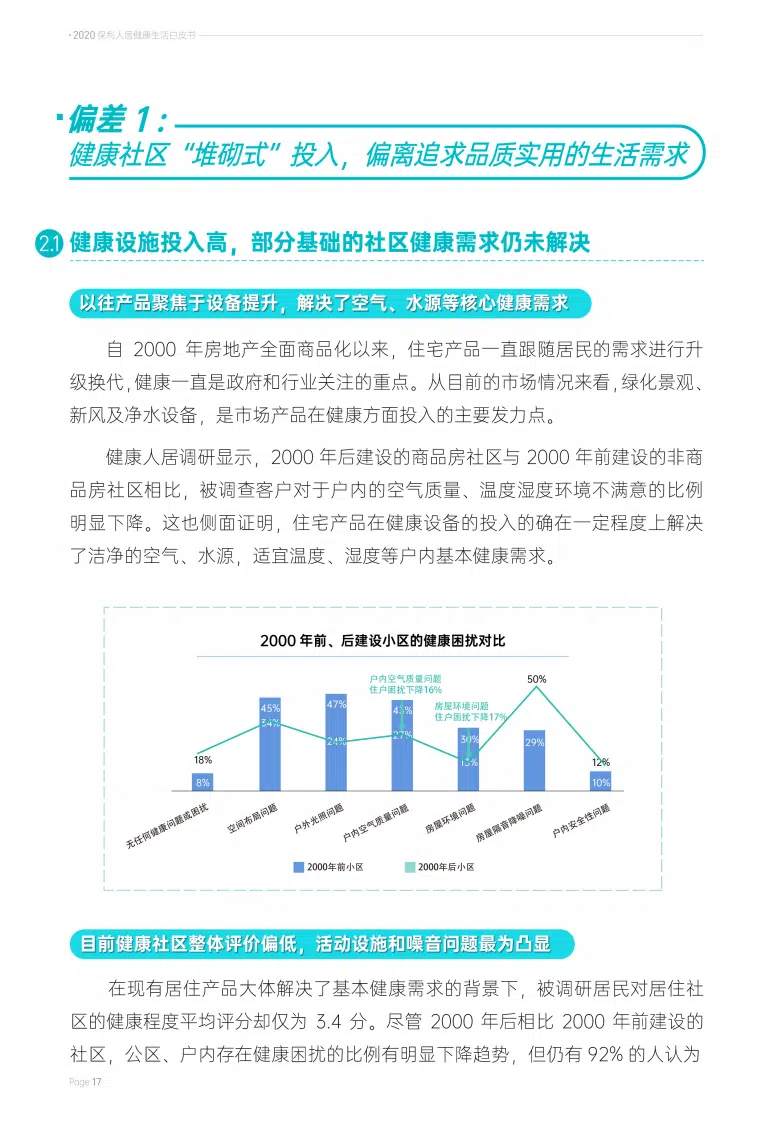 ·2020 保利人居健康生活白皮书
偏差 1：
健康社区“堆砌式”投入，偏离追求品质实用的生活需求
2.1 健康设施投入高，部分基础的社区健康需求仍未解决
以往产品聚焦于设备提升，解决了空气、水源等核心健康需求
自 2000 年房地产全面商品化以来，住宅产品一直跟随居民的需求进行升
级换代，健康一直是政府和行业关注的重点。从目前的市场情况来看，绿化景观、
新风及净水设备，是市场产品在健康方面投入的主要发力点。
健康人居调研显示，2000 年后建设的商品房社区与 2000 年前建设的非商
品房社区相比，被调查客户对于户内的空气质量、温度湿度环境不满意的比例
明显下降。这也侧面证明，住宅产品在健康设备的投入的确在一定程度上解决
了洁净的空气、水源，适宜温度、湿度等户内基本健康需求。
2000 年前、后建设小区的健康困扰对比
户内空气质量问题
住户困扰下降16%
房屋环境问题
住户困扰下降17%
50%
45%
34%
47%
24%
43%
27%
30%
13%
29%
18%
8%
12%
10%
无任何健康问题或困扰
空间布局问题
户外光照问题
户内空气质量问题
房屋环境问题
房屋隔音降噪问题
户内安全性问题
2000年前小区
2000年后小区
目前健康社区整体评价偏低，活动设施和噪音问题最为凸显
在现有居住产品大体解决了基本健康需求的背景下，被调研居民对居住社
区的健康程度平均评分却仅为 3.4 分。尽管 2000 年后相比 2000 年前建设的
社区，公区、户内存在健康困扰的比例有明显下降趋势，但仍有 92% 的人认为
Page 17